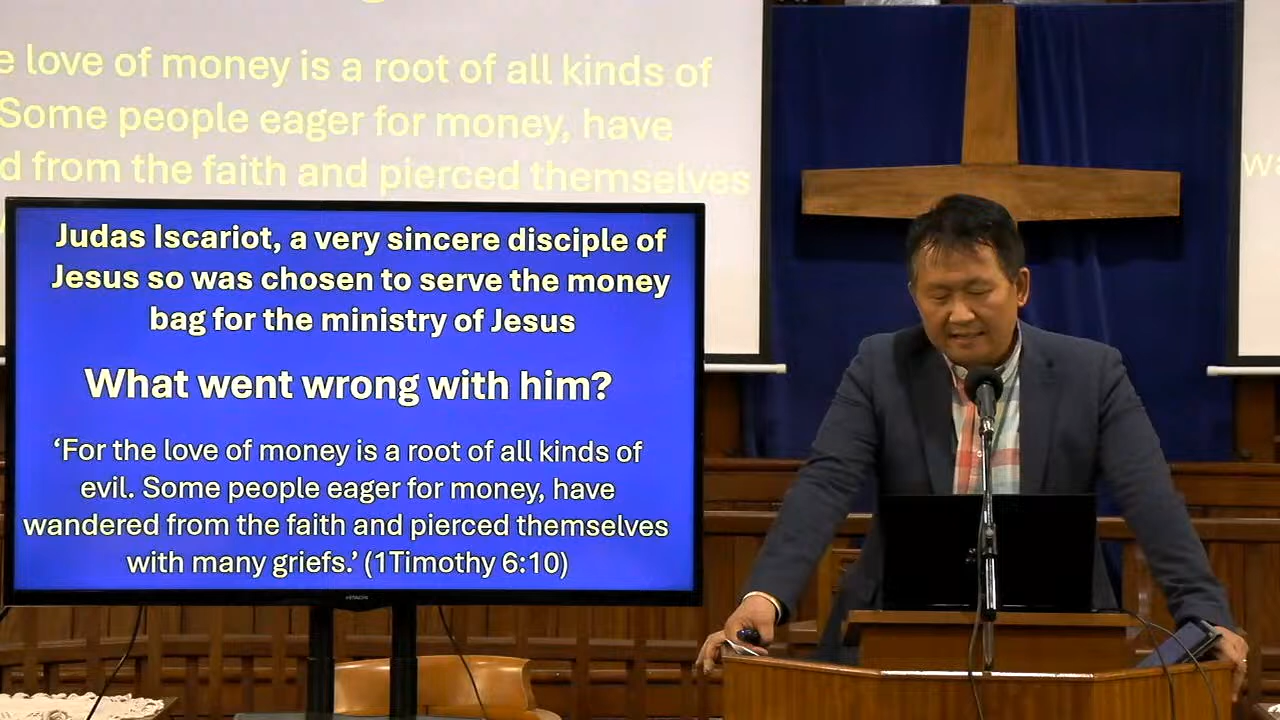 e love of money is a root of all kinds of
Some people eager for money, have
d from the faith and pierced themselves
Judas Iscariot, a very sincere disciple of
Jesus so was chosen to serve the money
bag for the ministry of Jesus
What went wrong with him?
‘For the love of money is a root of all kinds of
evil. Some people eager for money, have
wandered from the faith and pierced themselves
with many griefs.’ (1Timothy 6:10)
HITACHI
wa